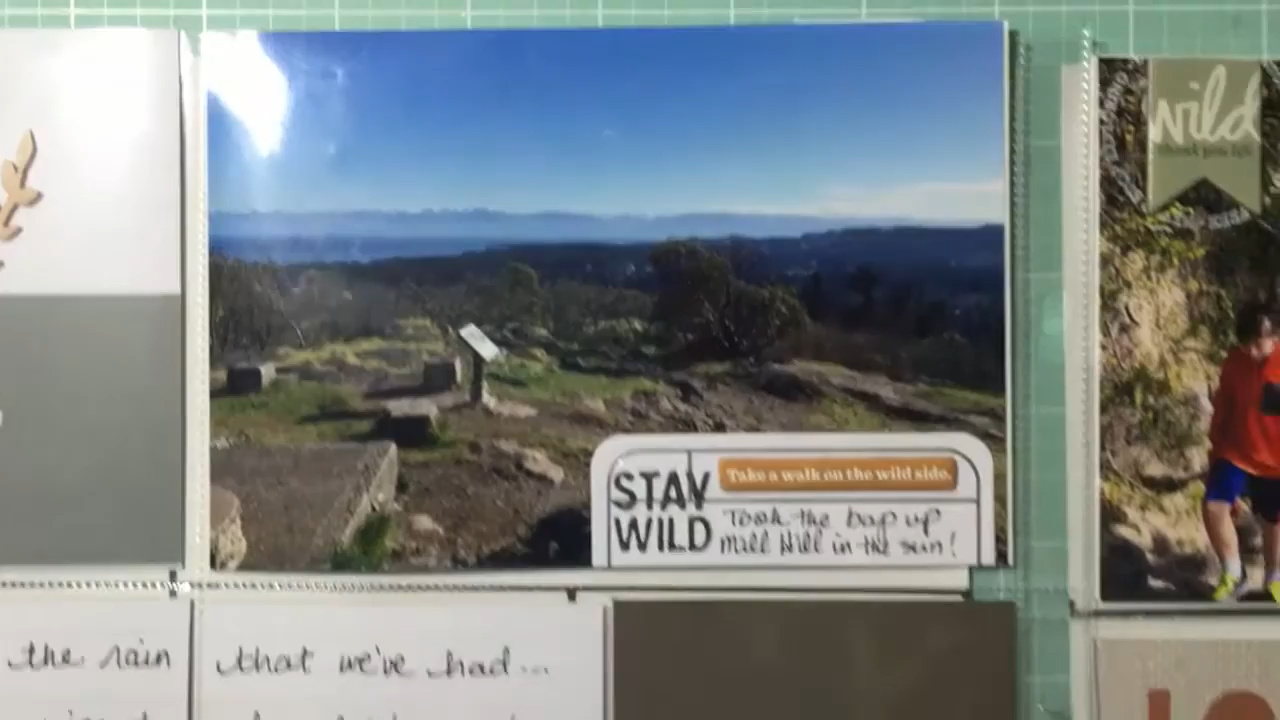 wild
STAY
WILD
Take a walk on the wild side.
Took the bap up
Mill Hill in the sun!
the rain
that we've had...